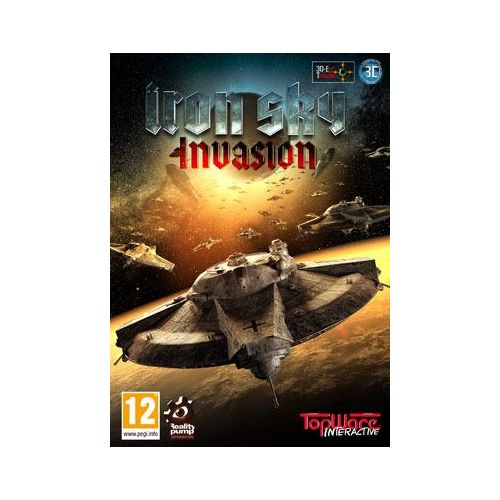 3D
iron sky
Invasion
12
www.pegi.info
Reality
pump
TopWare
INTERACTIVE